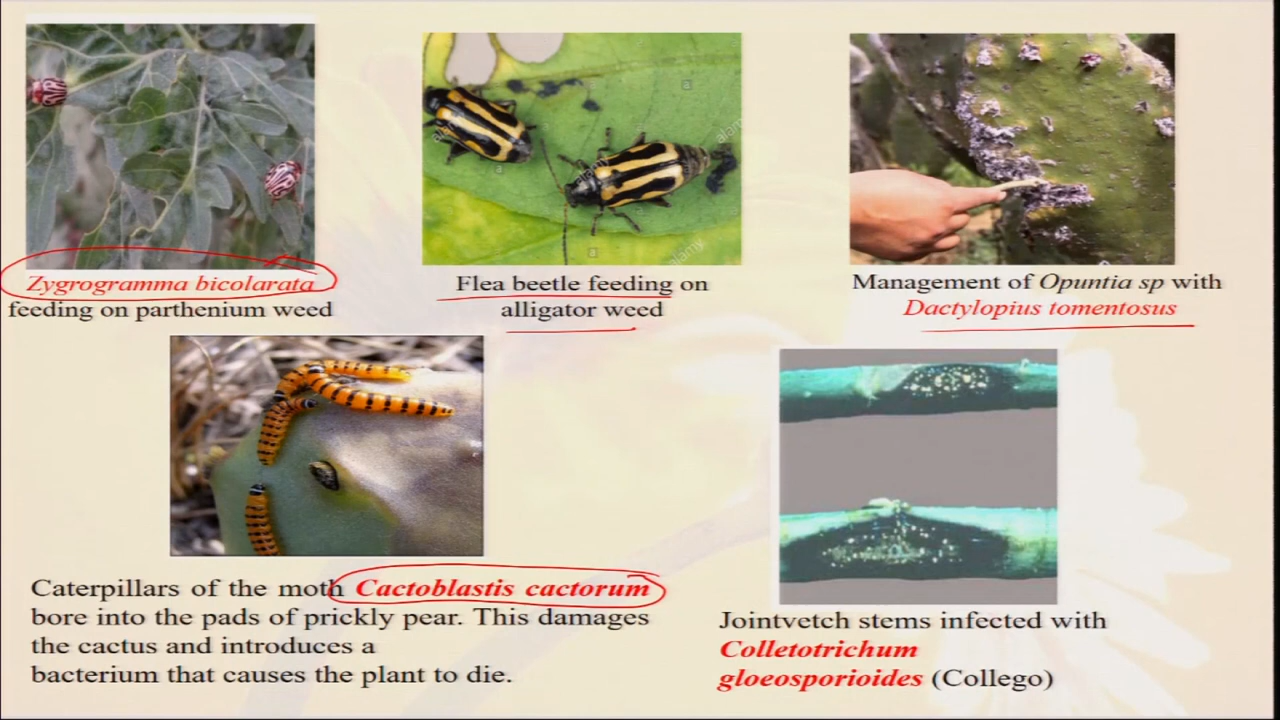 Zygrogramma bicolarata
feeding on parthenium weed
Flea beetle feeding on
alligator weed
Management of Opuntia sp with
Dactylopius tomentosus
Caterpillars of the moth Cactoblastis cactorum
bore into the pads of prickly pear. This damages
the cactus and introduces a
bacterium that causes the plant to die.
Jointvetch stems infected with
Colletotrichum
gloeosporioides (Collego)
a
a
a
alamy